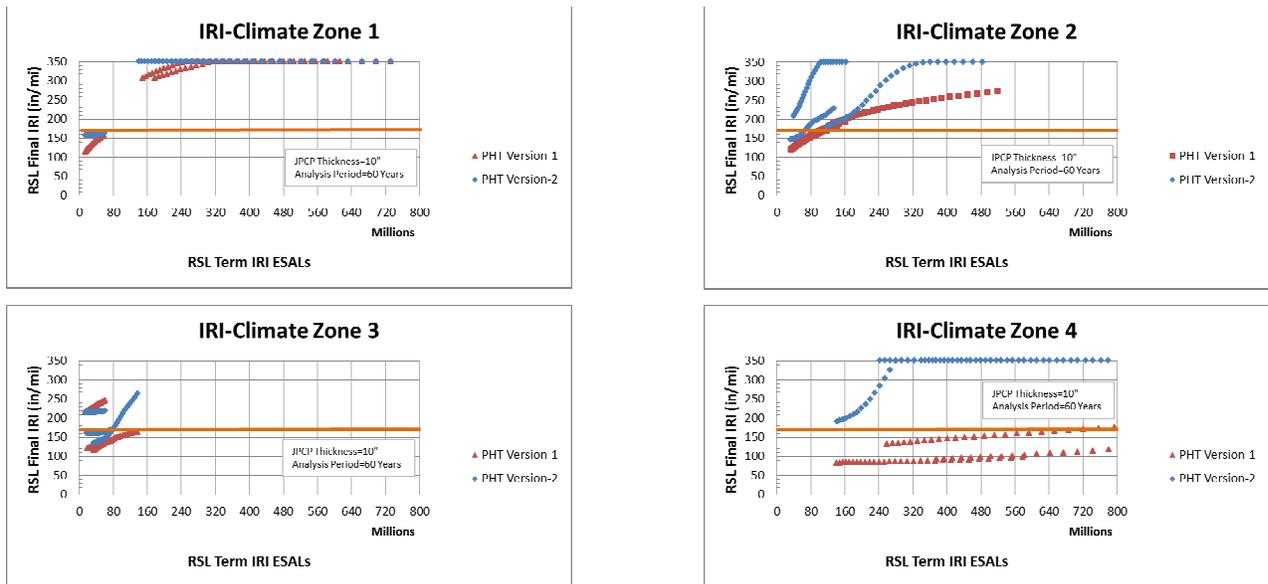 IRI-Climate Zone 1
RSL Final IRI (in/mi)
350
300
250
200
150
100
50
0
0 80 160 240 320 400 480 560 640 720 800
Millions
RSL Term IRI ESALs
JPCP Thickness=10"
Analysis Period=60 Years
PHT Version 1
PHT Version-2
IRI-Climate Zone 2
RSL Final IRI (in/mi)
350
300
250
200
150
100
50
0
0 80 160 240 320 400 480 560 640 720 800
Millions
RSL Term IRI ESALs
JPCP Thickness 10"
Analysis Period=60 Years
PHT Version 1
PHT Version-2
IRI-Climate Zone 3
RSL Final IRI (in/mi)
350
300
250
200
150
100
50
0
0 80 160 240 320 400 480 560 640 720 800
Millions
RSL Term IRI ESALs
JPCP Thickness=10"
Analysis Period=60 Years
PHT Version 1
PHT Version-2
IRI-Climate Zone 4
RSL Final IRI (in/mi)
350
300
250
200
150
100
50
0
0 80 160 240 320 400 480 560 640 720 800
Millions
RSL Term IRI ESALs
JPCP Thickness=10"
Analysis Period=60 Years
PHT Version 1
PHT Version-2